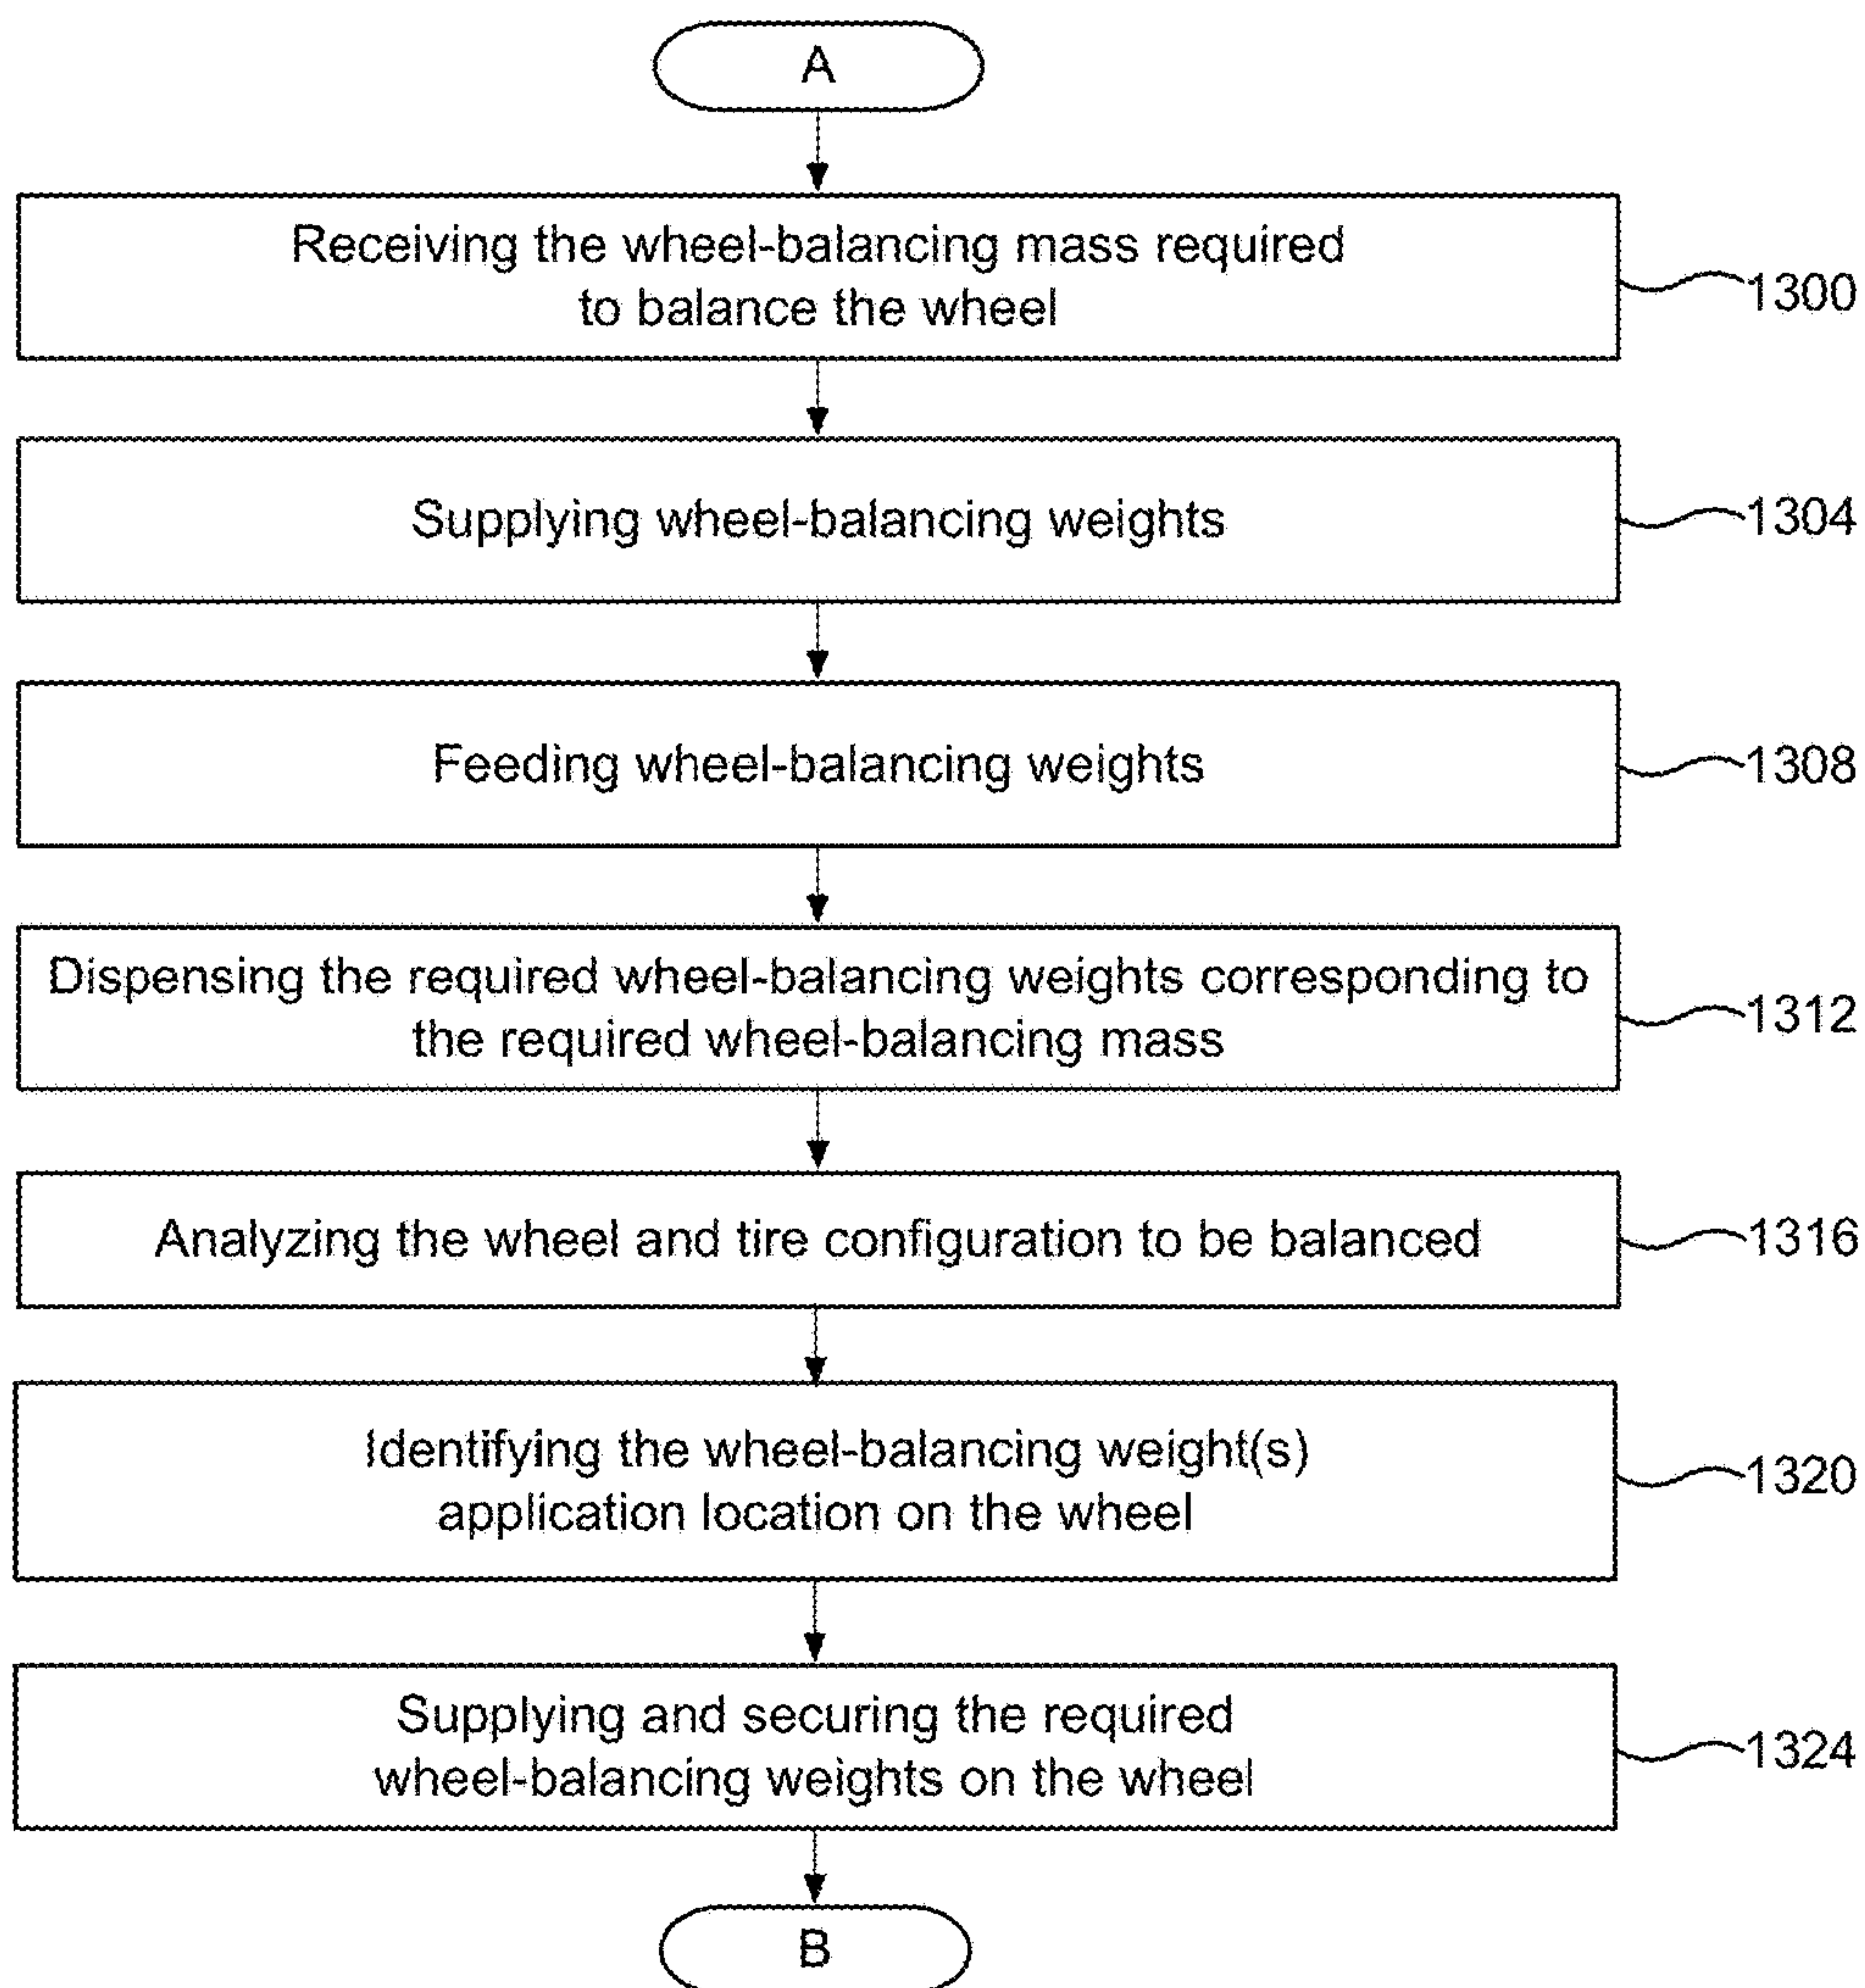 A
Receiving the wheel-balancing mass required
to balance the wheel
1300
Supplying wheel-balancing weights
1304
Feeding wheel-balancing weights
1308
Dispensing the required wheel-balancing weights corresponding to
the required wheel-balancing mass
1312
Analyzing the wheel and tire configuration to be balanced
1316
Identifying the wheel-balancing weight(s)
application location on the wheel
1320
Supplying and securing the required
wheel-balancing weights on the wheel
1324
B